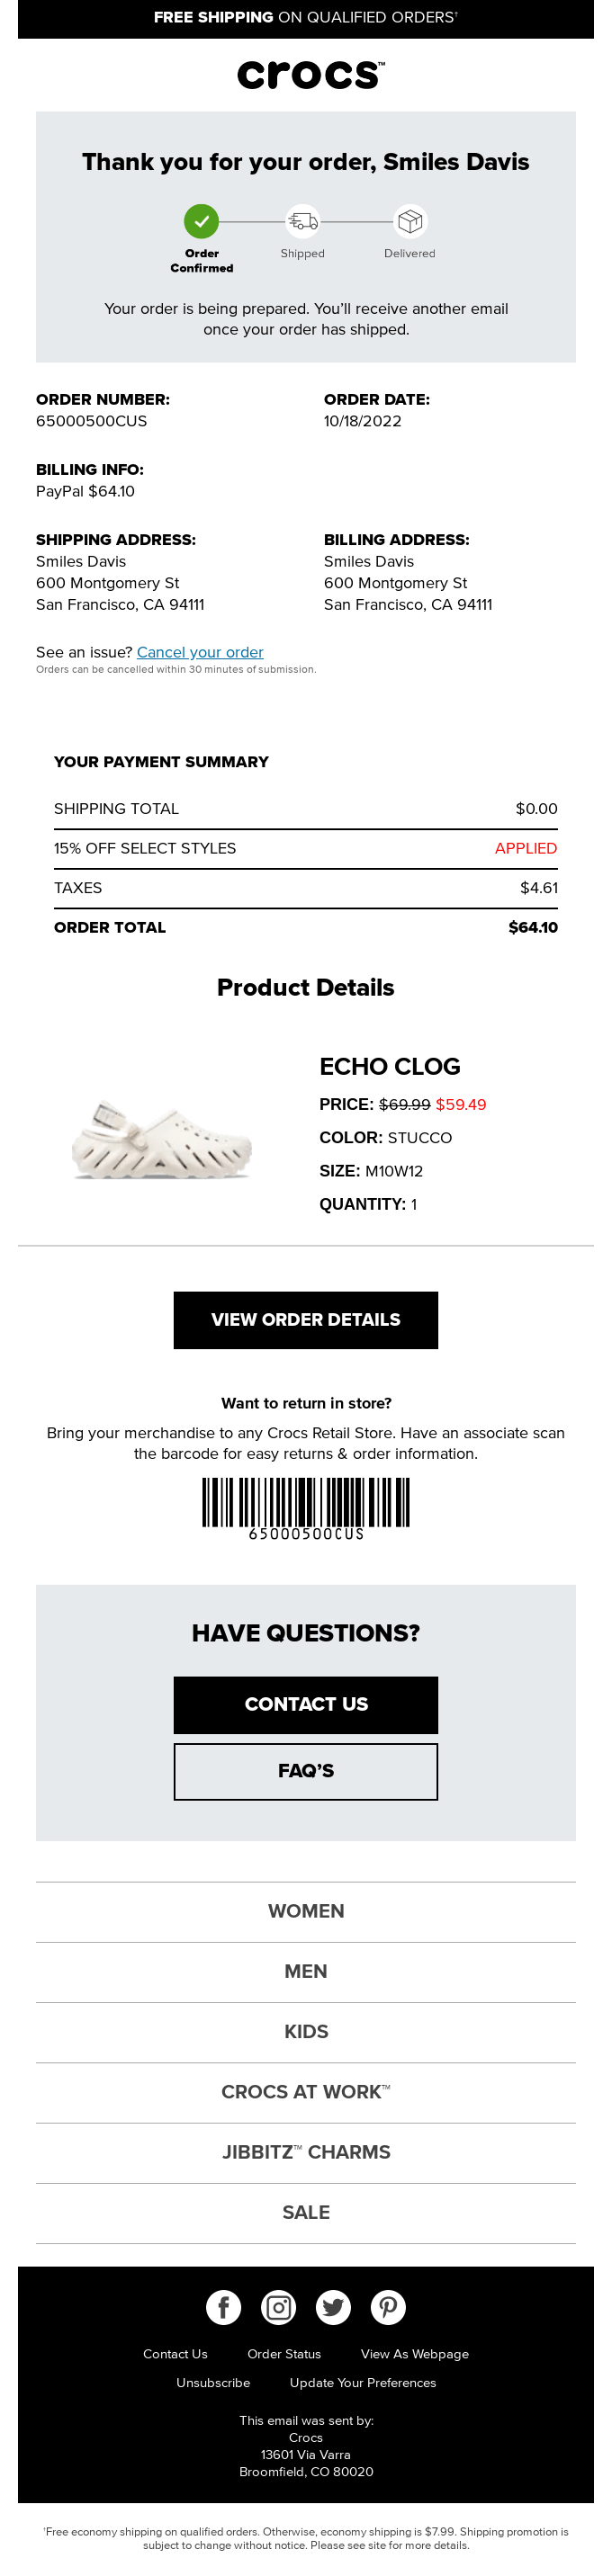 FREE SHIPPING ON QUALIFIED ORDERS†
crocs™
Thank you for your order, Smiles Davis
Order
Confirmed
Shipped
Delivered
Your order is being prepared. You’ll receive another email
once your order has shipped.
ORDER NUMBER:
65000500CUS
ORDER DATE:
10/18/2022
BILLING INFO:
PayPal $64.10
SHIPPING ADDRESS:
Smiles Davis
600 Montgomery St
San Francisco, CA 94111
BILLING ADDRESS:
Smiles Davis
600 Montgomery St
San Francisco, CA 94111
See an issue? Cancel your order
Orders can be cancelled within 30 minutes of submission.
YOUR PAYMENT SUMMARY
SHIPPING TOTAL $0.00
15% OFF SELECT STYLES APPLIED
TAXES $4.61
ORDER TOTAL $64.10
Product Details
ECHO CLOG
PRICE: $69.99 $59.49
COLOR: STUCCO
SIZE: M10W12
QUANTITY: 1
VIEW ORDER DETAILS
Want to return in store?
Bring your merchandise to any Crocs Retail Store. Have an associate scan
the barcode for easy returns & order information.
65000500CUS
HAVE QUESTIONS?
CONTACT US
FAQ’S
WOMEN
MEN
KIDS
CROCS AT WORK™
JIBBITZ™ CHARMS
SALE
Contact Us Order Status View As Webpage
Unsubscribe Update Your Preferences
This email was sent by:
Crocs
13601 Via Varra
Broomfield, CO 80020
†Free economy shipping on qualified orders. Otherwise, economy shipping is $7.99. Shipping promotion is
subject to change without notice. Please see site for more details.